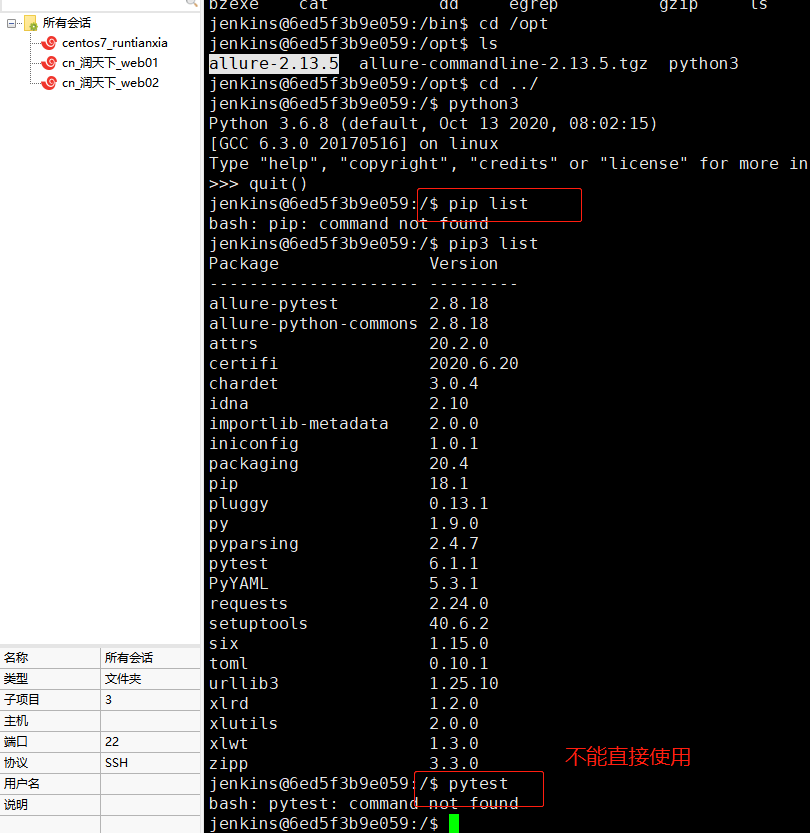 所有会话
centos7_runtianxia
cn_润天下_web01
cn_润天下_web02
名称 所有会话
类型 文件夹
子项目 3
主机
端口 22
协议 SSH
用户名
说明
bzexe cat dd egrep gzip ls
jenkins@6ed5f3b9e059:/bin$ cd /opt
jenkins@6ed5f3b9e059:/opt$ ls
allure-2.13.5 allure-commandline-2.13.5.tgz python3
jenkins@6ed5f3b9e059:/opt$ cd ../
jenkins@6ed5f3b9e059:/$ python3
Python 3.6.8 (default, Oct 13 2020, 08:02:15)
[GCC 6.3.0 20170516] on linux
Type "help", "copyright", "credits" or "license" for more in
>>> quit()
jenkins@6ed5f3b9e059:/$ pip list
bash: pip: command not found
jenkins@6ed5f3b9e059:/$ pip3 list
Package Version
---------------------- ---------
allure-pytest 2.8.18
allure-python-commons 2.8.18
attrs 20.2.0
certifi 2020.6.20
chardet 3.0.4
idna 2.10
importlib-metadata 2.0.0
iniconfig 1.0.1
packaging 20.4
pip 18.1
pluggy 0.13.1
py 1.9.0
pyparsing 2.4.7
pytest 6.1.1
PyYAML 5.3.1
requests 2.24.0
setuptools 40.6.2
six 1.15.0
toml 0.10.1
urllib3 1.25.10
xlrd 1.2.0
xlutils 2.0.0
xlwt 1.3.0
zipp 3.3.0
不能直接使用
jenkins@6ed5f3b9e059:/$ pytest
bash: pytest: command not found
jenkins@6ed5f3b9e059:/$